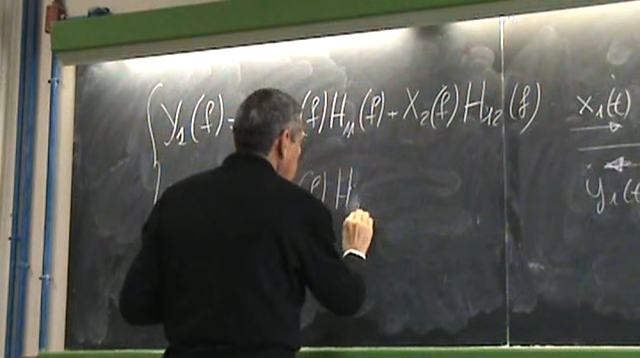 Y₁(f) = (f)H₁₁(f) + X₂(f)H₁₂(f)
(f)H
x₁(t)
y₁(t